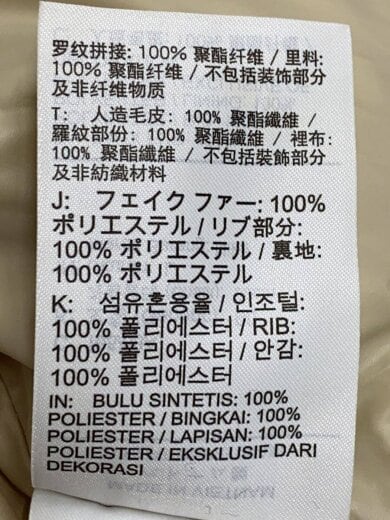 罗纹拼接: 100% 聚酯纤维 / 里料:
100% 聚酯纤维 / 不包括装饰部分
及非纤维物质
T: 人造毛皮: 100% 聚酯纖維 /
羅紋部份: 100% 聚酯纖維 / 裡布:
100% 聚酯纖維 / 不包括裝飾部分
及非紡織材料
J: フェイク ファー: 100%
ポリエステル / リブ部分:
100% ポリエステル / 裏地:
100% ポリエステル
K: 섬유혼용율 / 인조털:
100% 폴리에스터 / RIB:
100% 폴리에스터 / 안감:
100% 폴리에스터
IN: BULU SINTETIS: 100%
POLIESTER / BINGKAI: 100%
POLIESTER / LAPISAN: 100%
POLIESTER / EKSKLUSIF DARI
DEKORASI
MADE IN VIETNAM